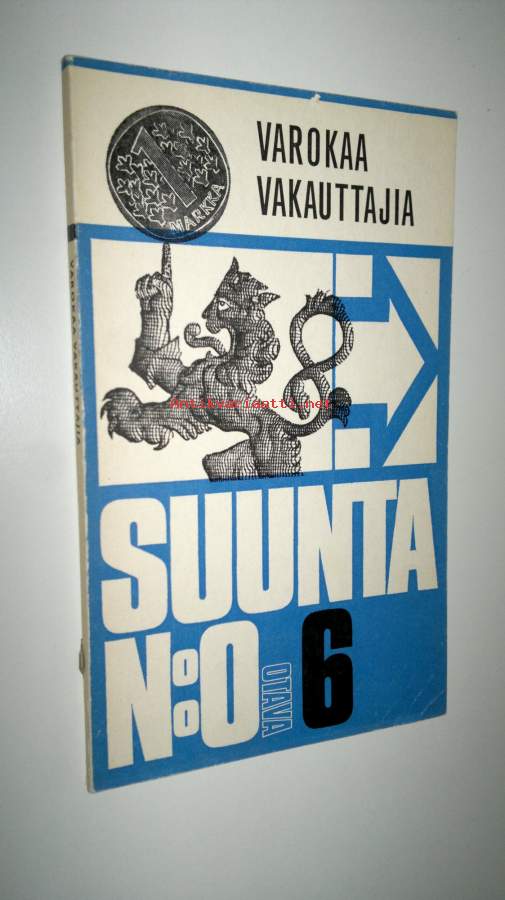 1
MARKKA
VAROKAA
VAKAUTTAJIA
VAROKAA VAKAUTTAJIA
Antikvariaatti.net
SUUNTA
N:o:O
OTAVA
6